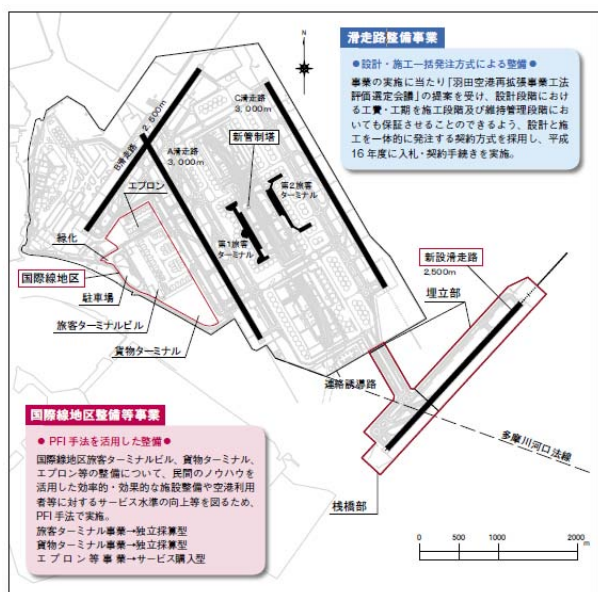 滑走路整備事業
●設計・施工一括発注方式による整備●
事業の実施に当たり「羽田空港再拡張事業工法
評価選定会議」の提案を受け、設計段階におけ
る工費・工期を施工段階及び維持管理段階にお
いても保証させることのできるよう、設計と施
工を一体的に発注する契約方式を採用し、平成
16年度に入札・契約手続きを実施。
N
B滑走路
2,500m
A滑走路
3,000m
C滑走路
3,000m
新管制塔
第2旅客
ターミナル
第1旅客
ターミナル
エプロン
緑化
国際線地区
駐車場
旅客ターミナルビル
貨物ターミナル
新設滑走路
2,500m
埋立部
連絡誘導路
多摩川河口法線
桟橋部
国際線地区整備等事業
●PFI手法を活用した整備●
国際線地区旅客ターミナルビル、貨物ターミナル、
エプロン等の整備について、民間のノウハウを
活用した効率的・効果的な施設整備や空港利用
者等に対するサービス水準の向上等を図るため、
PFI手法で実施。
旅客ターミナル事業→独立採算型
貨物ターミナル事業→独立採算型
エプロン等事業→サービス購入型
0 500 1000 2000
m